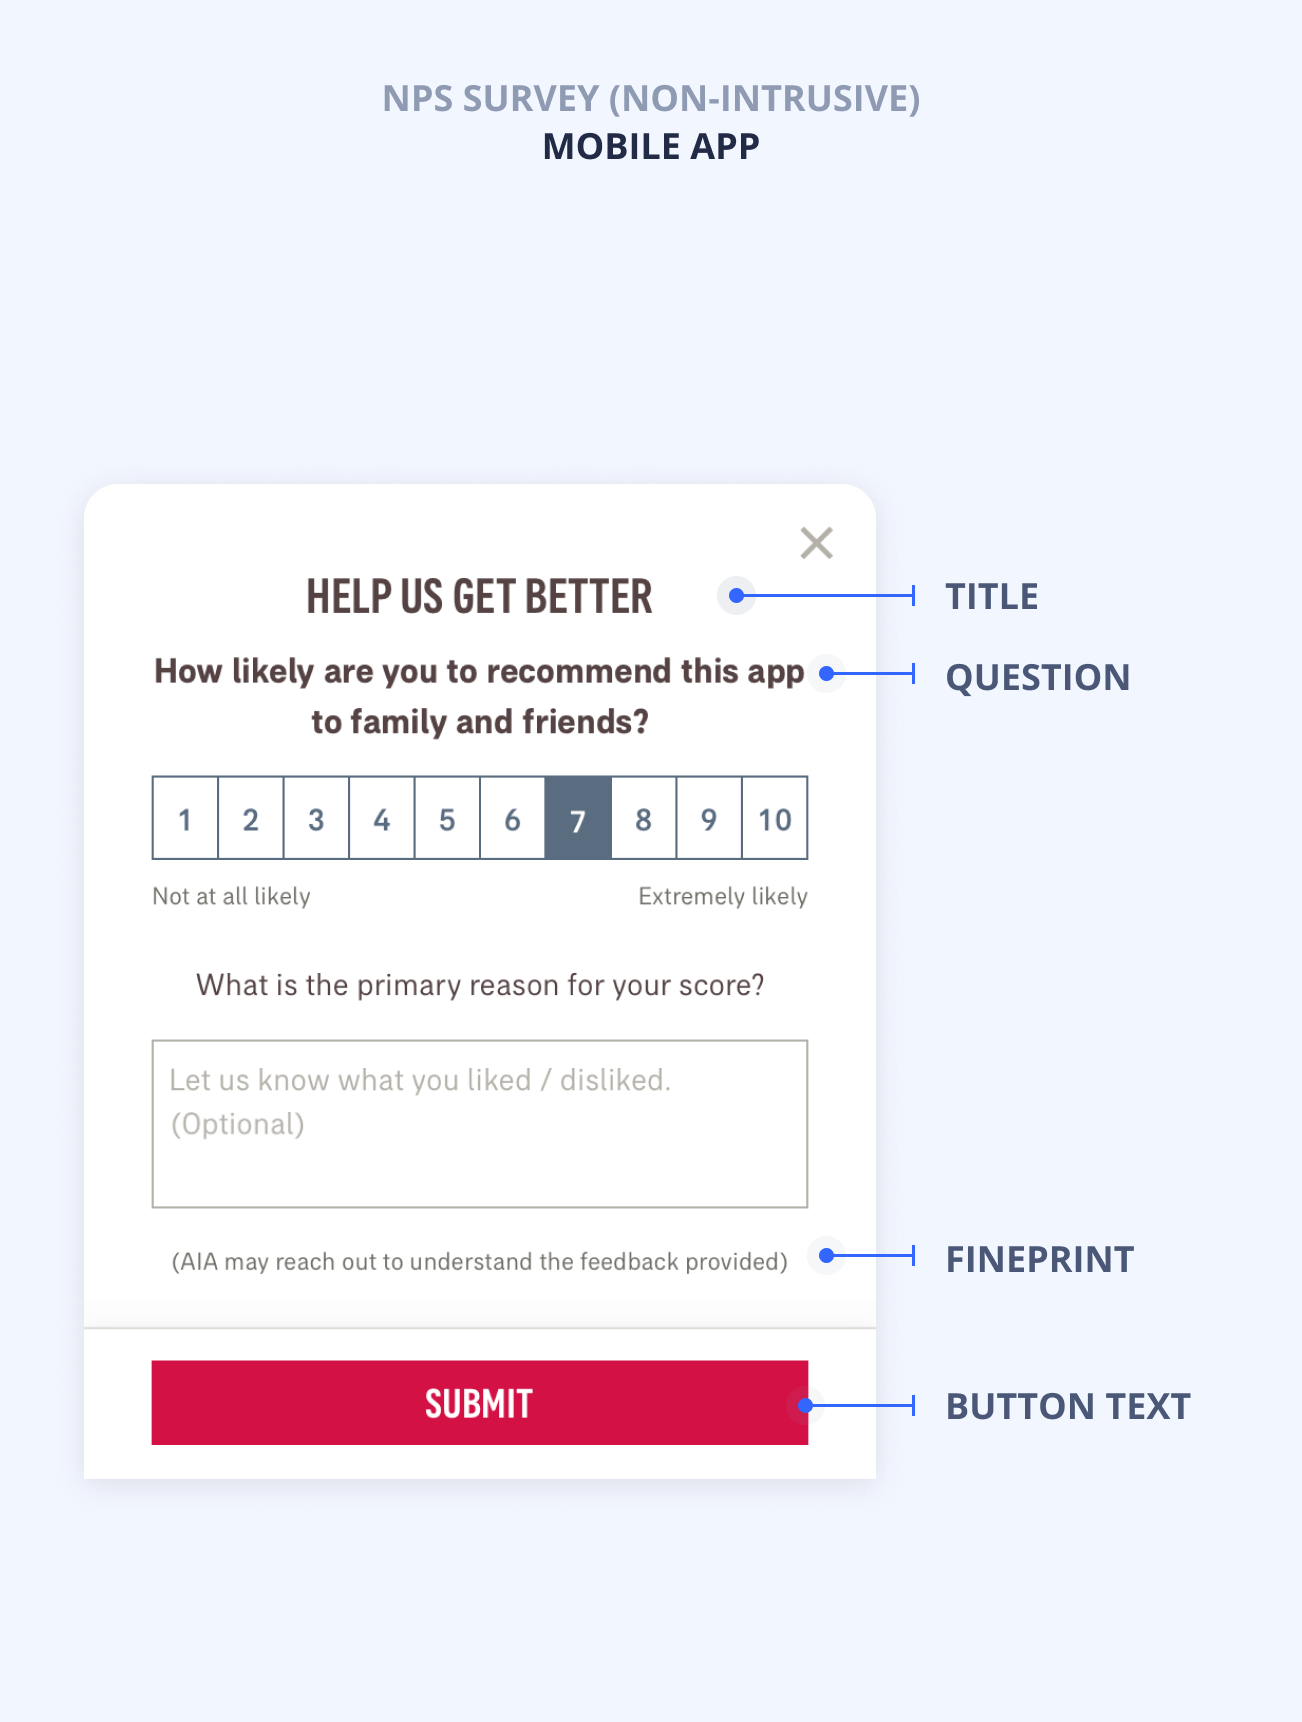 NPS SURVEY (NON-INTRUSIVE)
MOBILE APP
HELP US GET BETTER
TITLE
How likely are you to recommend this app
to family and friends?
QUESTION
1 2 3 4 5 6 7 8 9 10
Not at all likely Extremely likely
What is the primary reason for your score?
Let us know what you liked / disliked.
(Optional)
(AIA may reach out to understand the feedback provided)
FINEPRINT
SUBMIT
BUTTON TEXT